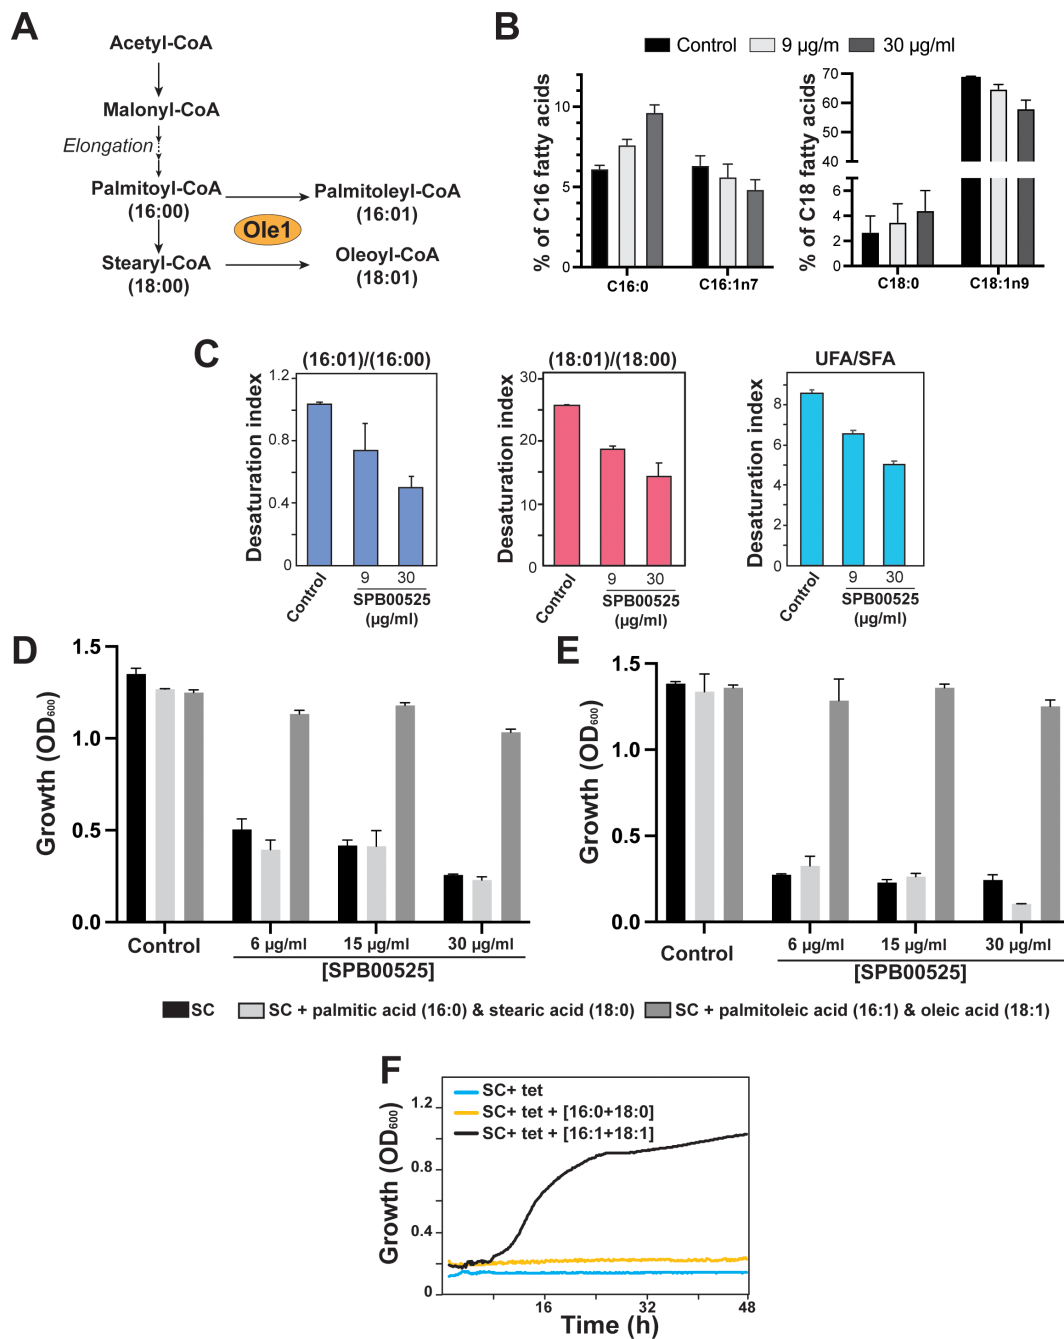 A
Acetyl-CoA
Malonyl-CoA
Elongation
Palmitoyl-CoA
(16:00)
Palmitoleyl-CoA
(16:01)
Ole1
Stearyl-CoA
(18:00)
Oleoyl-CoA
(18:01)
B
Control 9 µg/m 30 µg/ml
% of C16 fatty acids
10
5
0
C16:0 C16:1n7
% of C18 fatty acids
70
60
50
40
6
4
2
0
C18:0 C18:1n9
C
(16:01)/(16:00)
Desaturation index
1.2
0.8
0.4
0
Control 9 30
SPB00525
(µg/ml)
(18:01)/(18:00)
Desaturation index
30
20
10
0
Control 9 30
SPB00525
(µg/ml)
UFA/SFA
Desaturation index
8
6
4
2
0
Control 9 30
SPB00525
(µg/ml)
D
Growth (OD600)
1.5
1.0
0.5
0.0
Control 6 µg/ml 15 µg/ml 30 µg/ml
[SPB00525]
E
Growth (OD600)
1.5
1.0
0.5
0.0
Control 6 µg/ml 15 µg/ml 30 µg/ml
[SPB00525]
SC SC + palmitic acid (16:0) & stearic acid (18:0) SC + palmitoleic acid (16:1) & oleic acid (18:1)
F
SC+ tet
SC+ tet + [16:0+18:0]
SC+ tet + [16:1+18:1]
Growth (OD600)
1.2
0.8
0.4
0
16 32 48
Time (h)